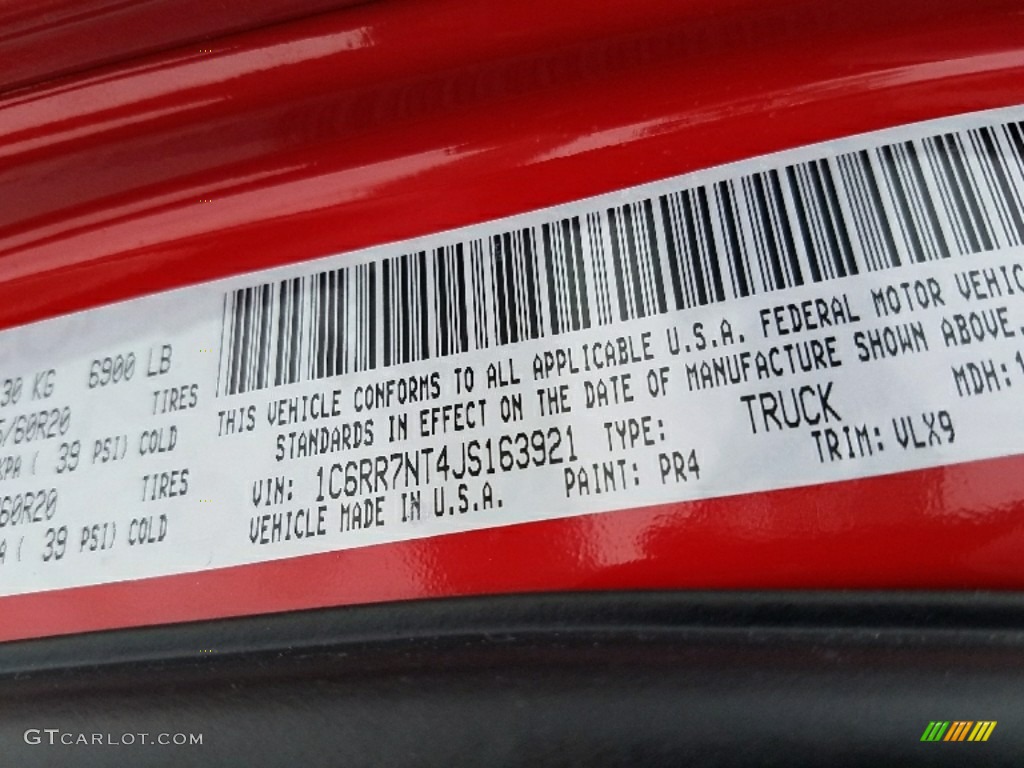 30 KG 6900 LB
/60R20 TIRES
KPA ( 39 PSI) COLD
60R20 TIRES
( 39 PSI) COLD
THIS VEHICLE CONFORMS TO ALL APPLICABLE U.S.A. FEDERAL MOTOR VEHIC
STANDARDS IN EFFECT ON THE DATE OF MANUFACTURE SHOWN ABOVE.
VIN: 1C6RR7NT4JS163921 TYPE: TRUCK MDH: 1
VEHICLE MADE IN U.S.A. PAINT: PR4 TRIM: VLX9
GTCARLOT.COM